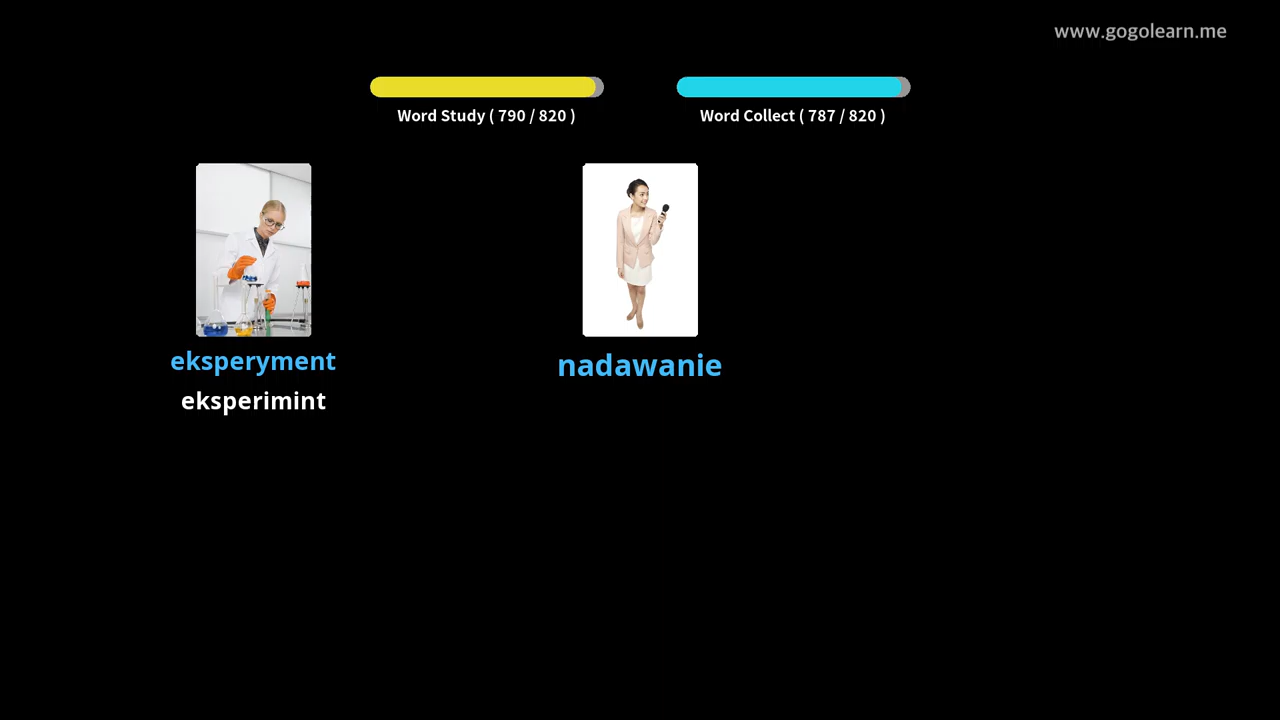 www.gogolearn.me
Word Study ( 790 / 820 )
Word Collect ( 787 / 820 )
eksperyment
nadawanie
eksperimint